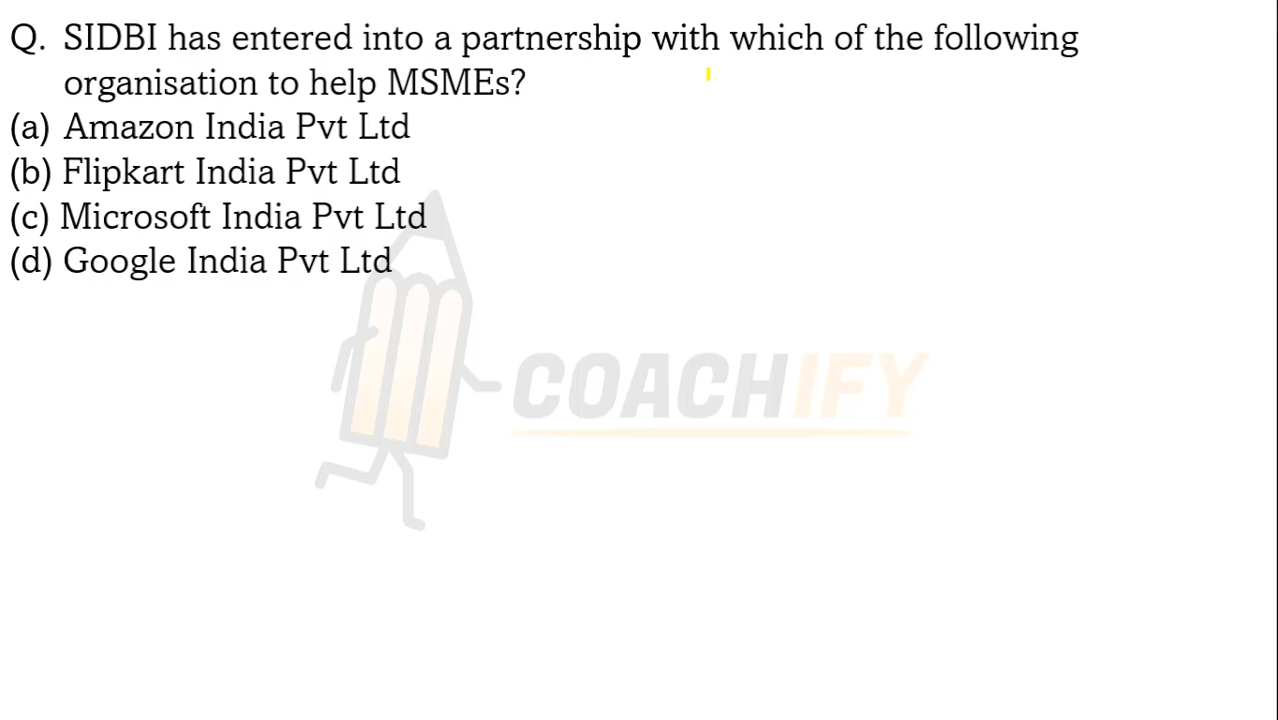 Q. SIDBI has entered into a partnership with which of the following
organisation to help MSMEs?
(a) Amazon India Pvt Ltd
(b) Flipkart India Pvt Ltd
(c) Microsoft India Pvt Ltd
(d) Google India Pvt Ltd
COACHIFY